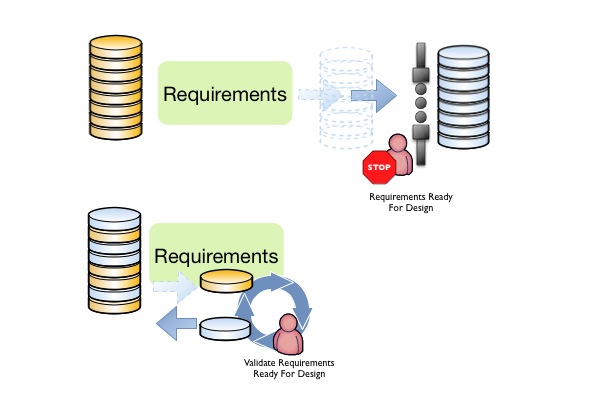 Requirements
STOP
Requirements Ready
For Design
Requirements
Validate Requirements
Ready For Design